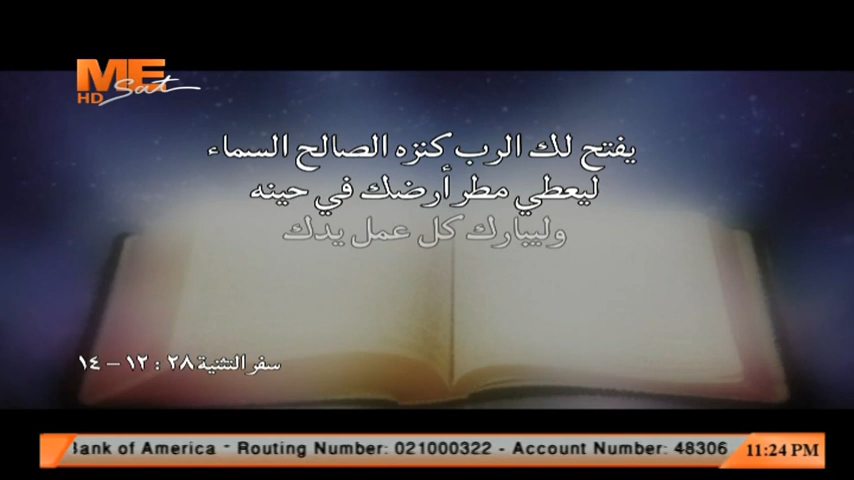 ME
Sat
HD
يفتح لك الرب كنزه الصالح السماء
ليعطي مطر أرضك في حينه
وليبارك كل عمل يدك
سفر التثنية ٢٨ : ١٢ – ١٤
Bank of America - Routing Number: 021000322 - Account Number: 48306
11:24 PM